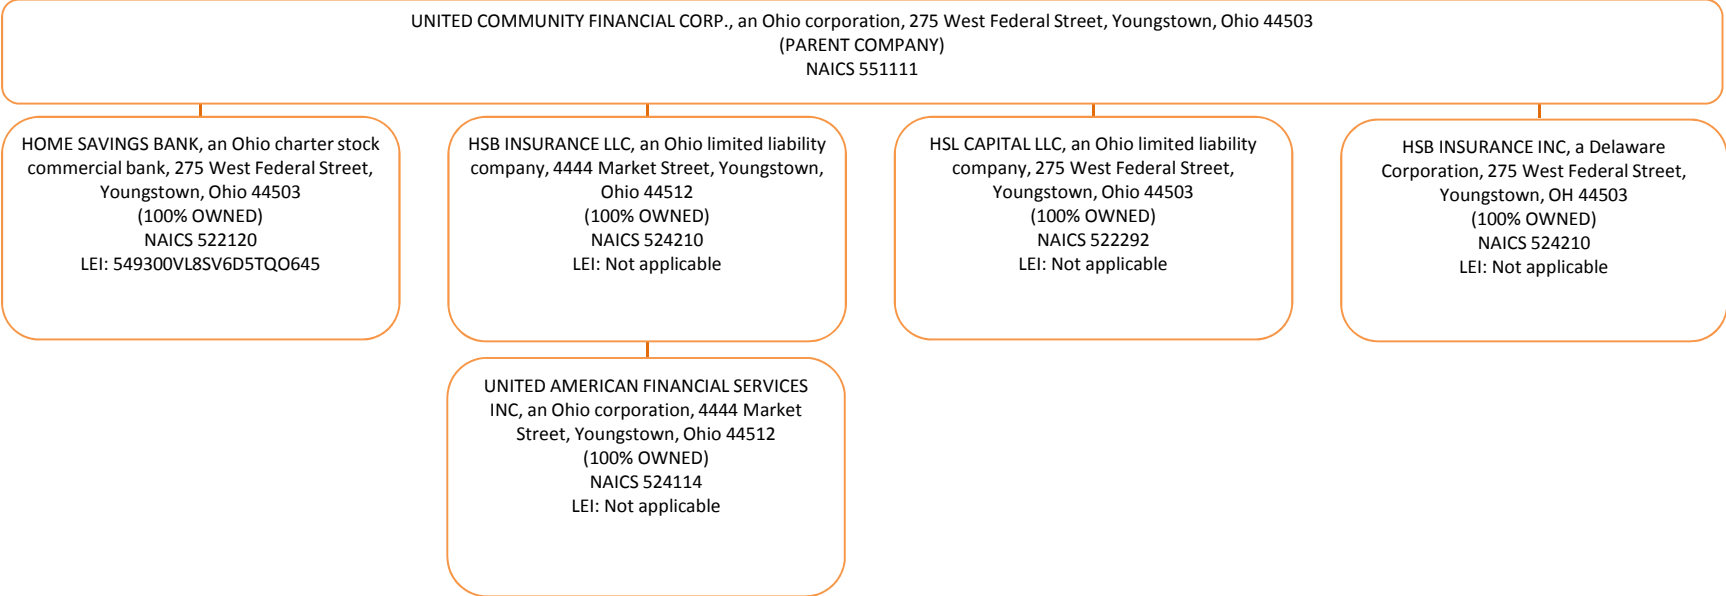 UNITED COMMUNITY FINANCIAL CORP., an Ohio corporation, 275 West Federal Street, Youngstown, Ohio 44503
(PARENT COMPANY)
NAICS 551111
HOME SAVINGS BANK, an Ohio charter stock
commercial bank, 275 West Federal Street,
Youngstown, Ohio 44503
(100% OWNED)
NAICS 522120
LEI: 549300VL8SV6D5TQO645
HSB INSURANCE LLC, an Ohio limited liability
company, 4444 Market Street, Youngstown,
Ohio 44512
(100% OWNED)
NAICS 524210
LEI: Not applicable
HSL CAPITAL LLC, an Ohio limited liability
company, 275 West Federal Street,
Youngstown, Ohio 44503
(100% OWNED)
NAICS 522292
LEI: Not applicable
HSB INSURANCE INC, a Delaware
Corporation, 275 West Federal Street,
Youngstown, OH 44503
(100% OWNED)
NAICS 524210
LEI: Not applicable
UNITED AMERICAN FINANCIAL SERVICES
INC, an Ohio corporation, 4444 Market
Street, Youngstown, Ohio 44512
(100% OWNED)
NAICS 524114
LEI: Not applicable